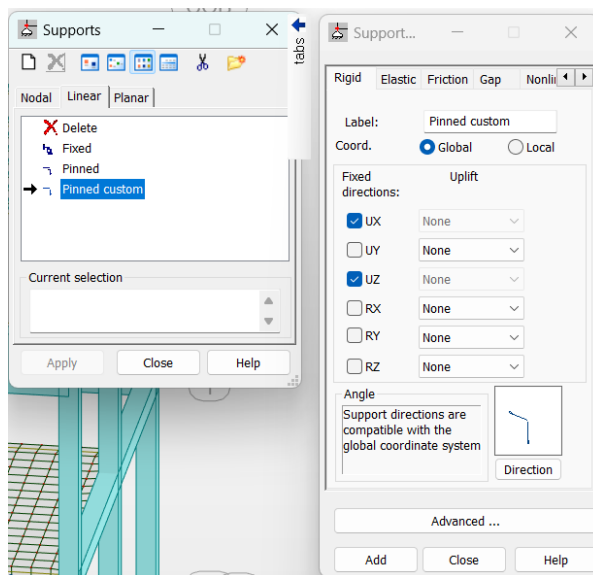 Supports
tabs
Nodal Linear Planar
Delete
Fixed
Pinned
Pinned custom
Current selection
Apply Close Help
Support...
Rigid Elastic Friction Gap
Label: Pinned custom
Coord. Global Local
Fixed Uplift
directions:
UX None
UY None
UZ None
RX None
RY None
RZ None
Angle
Support directions are
compatible with the
global coordinate system
Direction
Advanced ...
Add Close Help